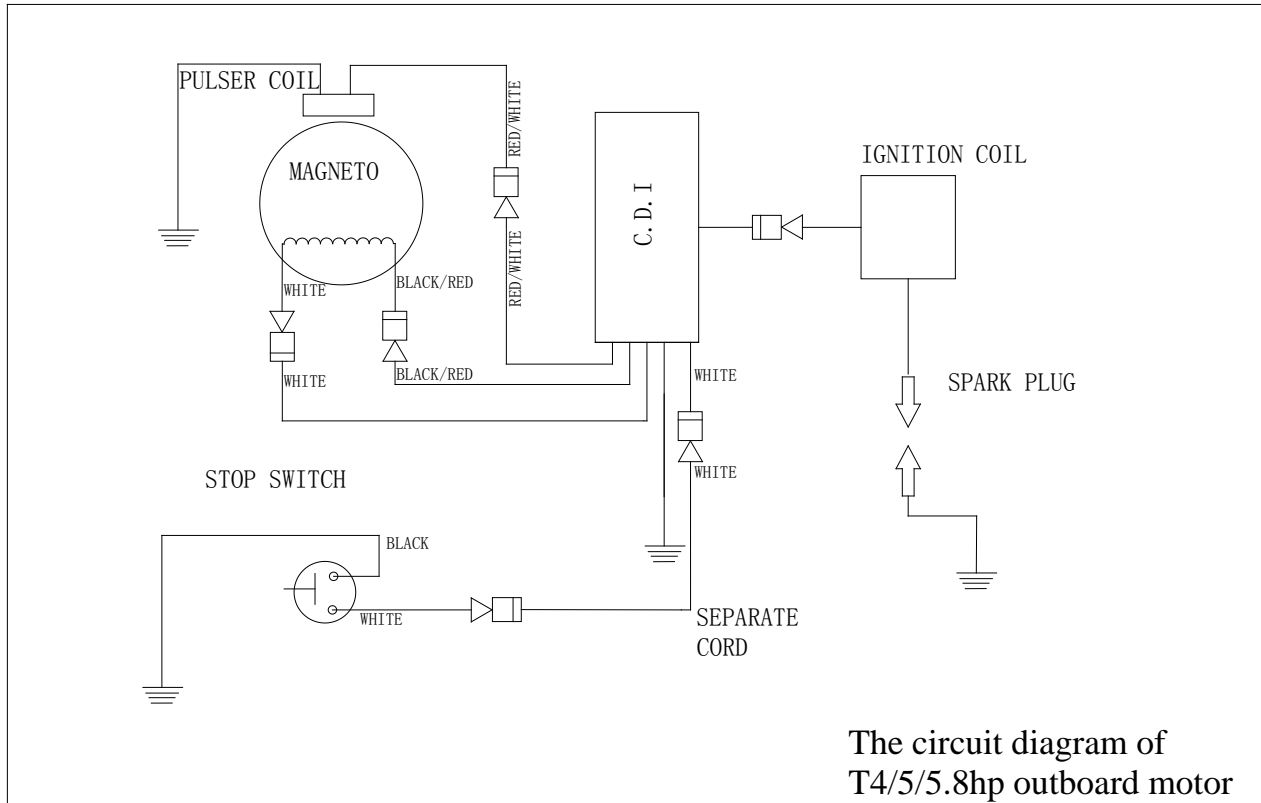 PULSER COIL
MAGNETO
RED/WHITE
RED/WHITE
C.D.I
IGNITION COIL
WHITE
BLACK/RED
WHITE
BLACK/RED
WHITE
SPARK PLUG
WHITE
STOP SWITCH
BLACK
WHITE
SEPARATE
CORD
The circuit diagram of
T4/5/5.8hp outboard motor